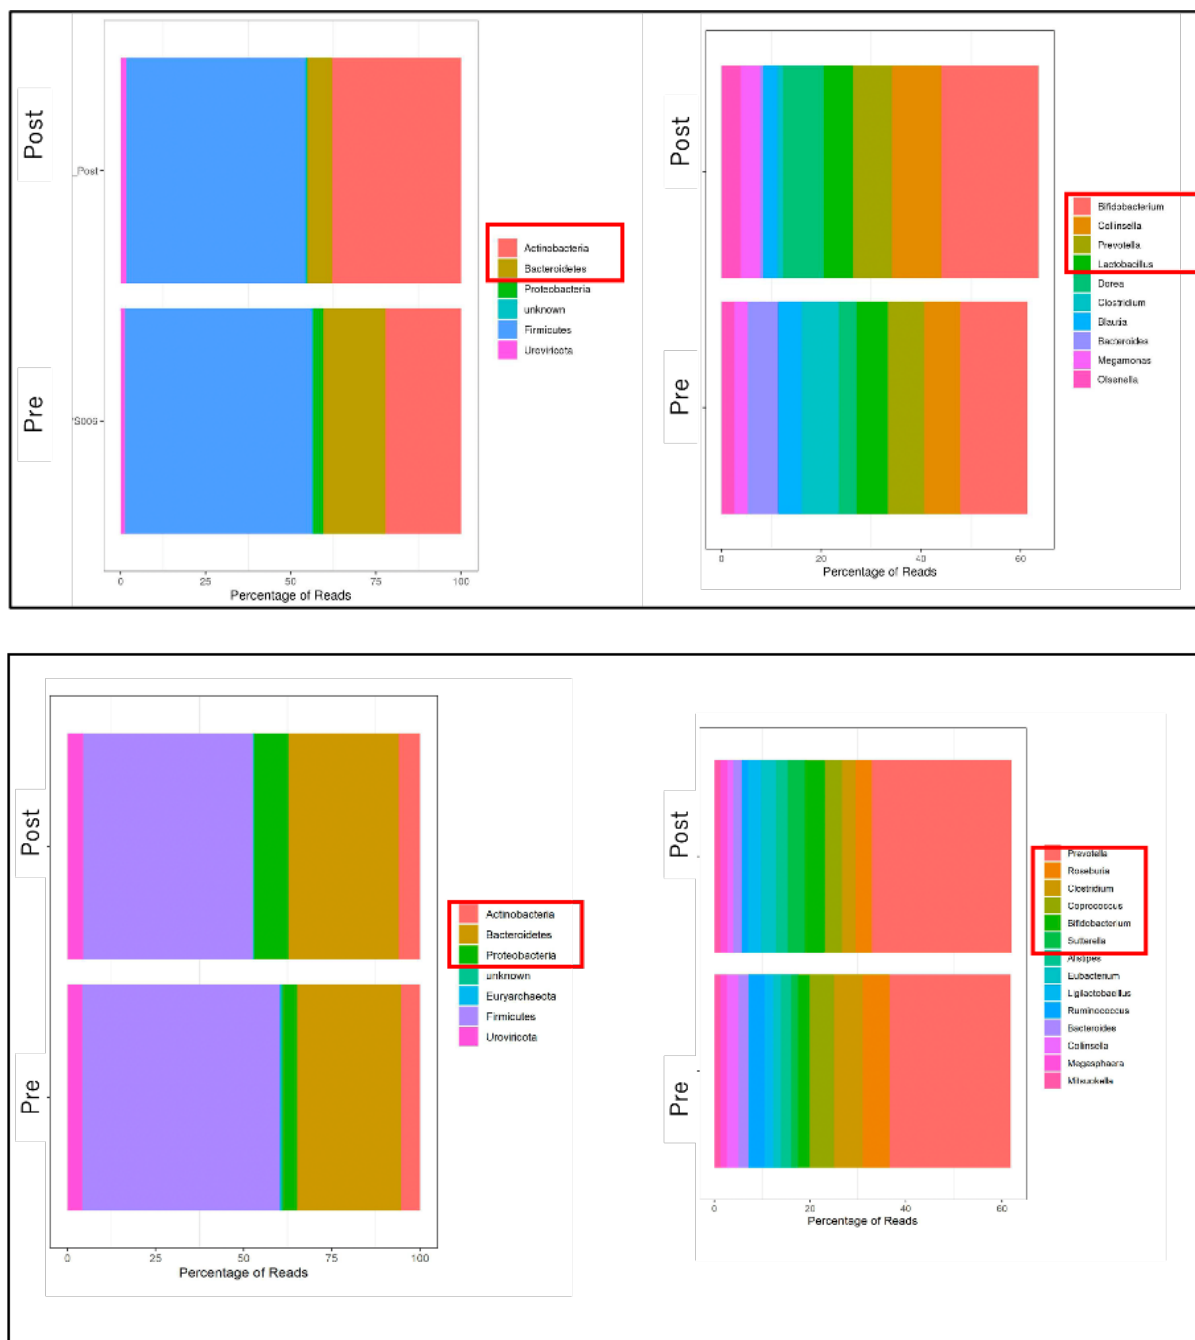 Post
_Post
Pre
'S006
0
25
50
75
100
Percentage of Reads
Actinobacteria
Bacteroidetes
Proteobacteria
unknown
Firmicutes
Uroviricota
Post
Pre
0
20
40
60
Percentage of Reads
Bifidobacterium
Collinsella
Prevotella
Lactobacillus
Dorea
Clostridium
Blautia
Bacteroides
Megamonas
Olsenella
Post
Pre
0
25
50
75
100
Percentage of Reads
Actinobacteria
Bacteroidetes
Proteobacteria
unknown
Euryarchaeota
Firmicutes
Uroviricota
Post
Pre
0
20
40
60
Percentage of Reads
Prevotella
Roseburia
Clostridium
Coprococcus
Bifidobacterium
Sutterella
Alistipes
Eubacterium
Ligilactobacillus
Ruminococcus
Bacteroides
Collinsella
Megasphaera
Mitsuokella